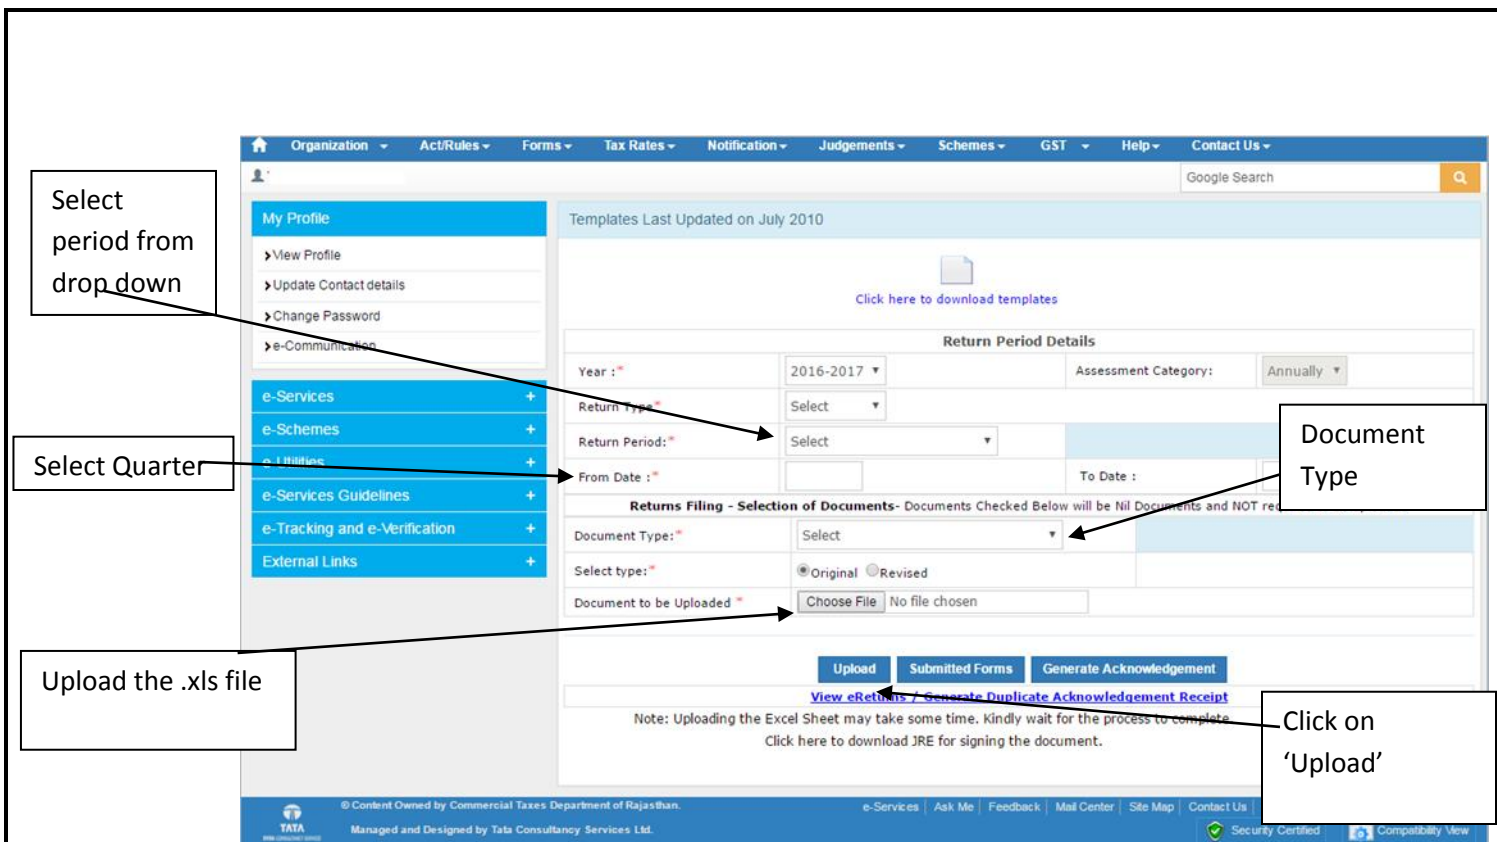 Organization Act/Rules Forms Tax Rates Notification Judgements Schemes GST Help Contact Us
Google Search
Select
period from
drop down
My Profile
View Profile
Update Contact details
Change Password
e-Communication
e-Services +
e-Schemes +
e-Utilities +
e-Services Guidelines +
e-Tracking and e-Verification +
External Links +
Select Quarter
Upload the .xls file
Templates Last Updated on July 2010
Click here to download templates
Return Period Details
Year :* 2016-2017 Assessment Category: Annually
Return Type* Select
Return Period:* Select
From Date :* To Date :
Document
Type
Returns Filing - Selection of Documents- Documents Checked Below will be Nil Documents and NOT
Document Type:* Select
Select type:* Original Revised
Document to be Uploaded * Choose File No file chosen
Upload Submitted Forms Generate Acknowledgement
View eReturns / Generate Duplicate Acknowledgement Receipt
Note: Uploading the Excel Sheet may take some time. Kindly wait for the process to complete
Click here to download JRE for signing the document.
Click on
‘Upload’
© Content Owned by Commercial Taxes Department of Rajasthan.
e-Services Ask Me Feedback Mail Center Site Map Contact Us
TATA
Managed and Designed by Tata Consultancy Services Ltd.
Security Certified Compatibility View